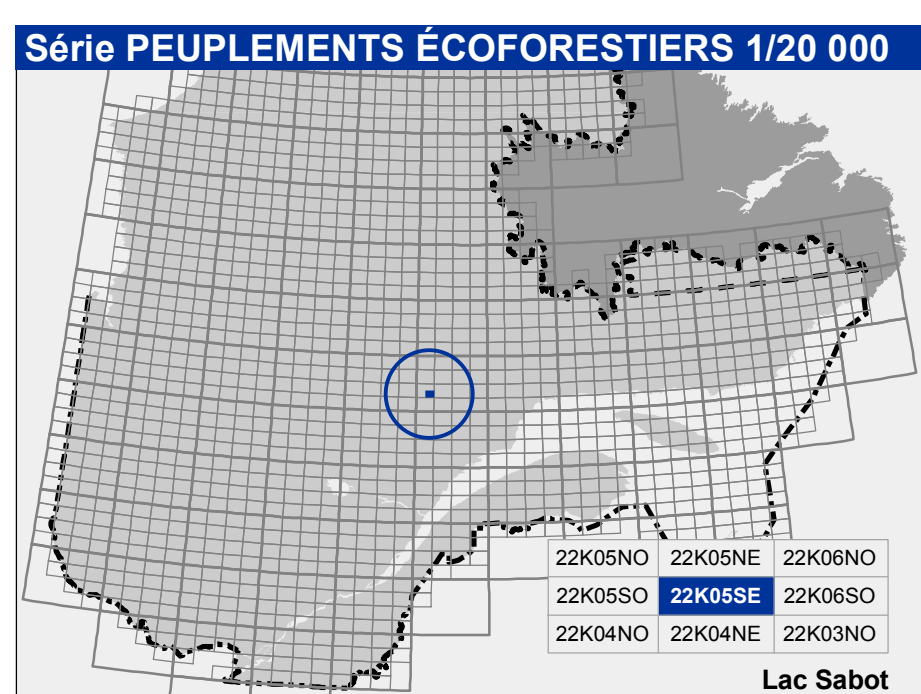 Série PEUPLEMENTS ÉCOFORESTIERS 1/20 000
22K05NO 22K05NE 22K06NO
22K05SO 22K05SE 22K06SO
22K04NO 22K04NE 22K03NO
Lac Sabot